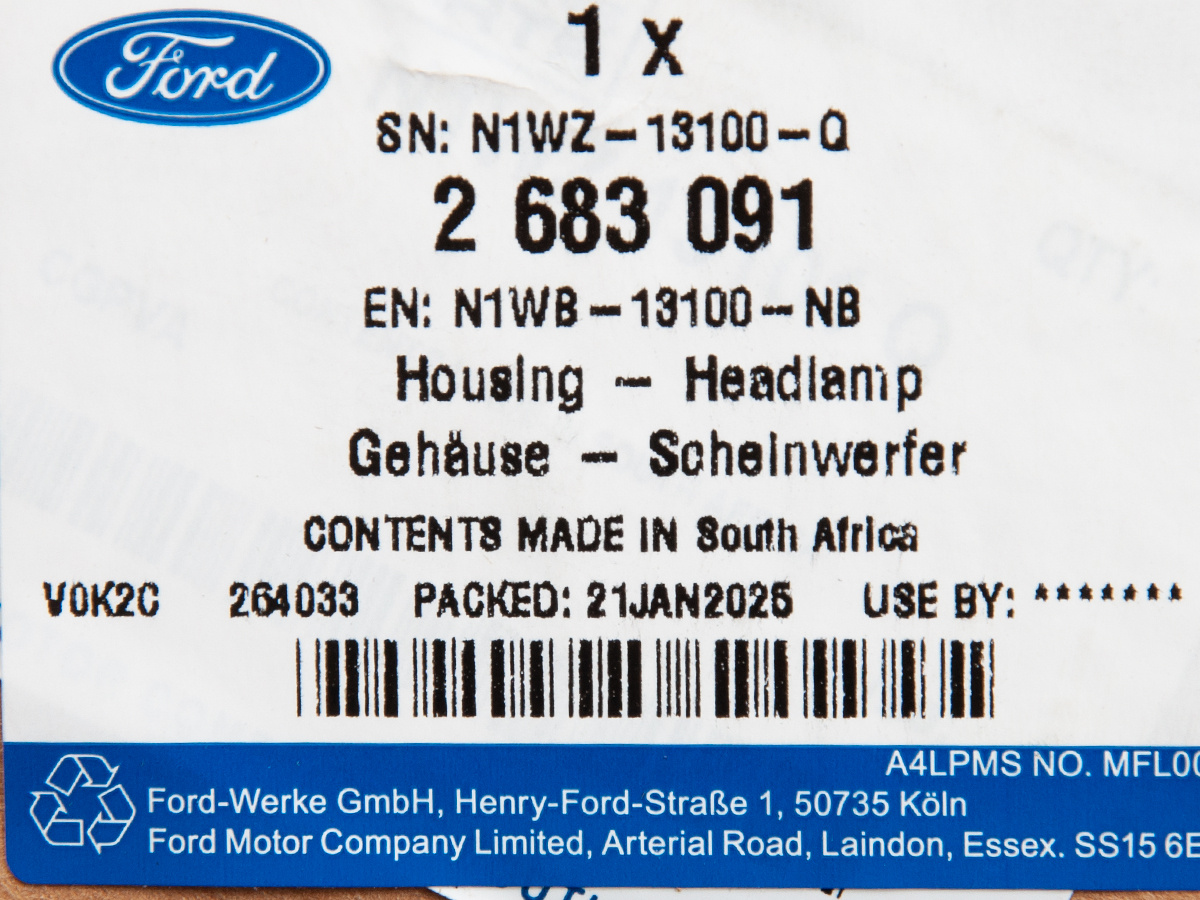 Ford
1 x
SN: N1WZ-13100-Q
2 683 091
EN: N1WB-13100-NB
Housing - Headlamp
Gehäuse - Scheinwerfer
CONTENTS MADE IN South Africa
V0K2C 264033 PACKED: 21JAN2025 USE BY: *******
A4LPMS NO. MFL00
Ford-Werke GmbH, Henry-Ford-Straße 1, 50735 Köln
Ford Motor Company Limited, Arterial Road, Laindon, Essex. SS15 6E